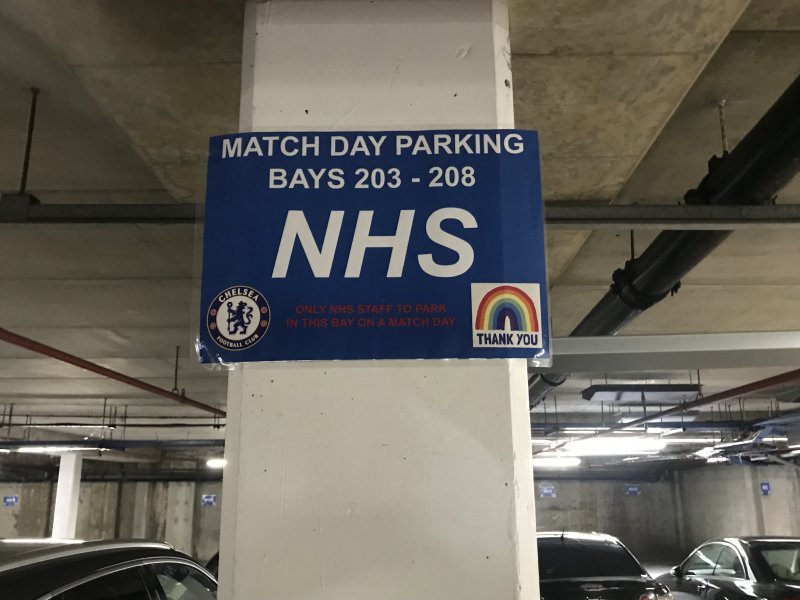 MATCH DAY PARKING
BAYS 203 - 208
NHS
CHELSEA
FOOTBALL CLUB
ONLY NHS STAFF TO PARK
IN THIS BAY ON A MATCH DAY
THANK YOU